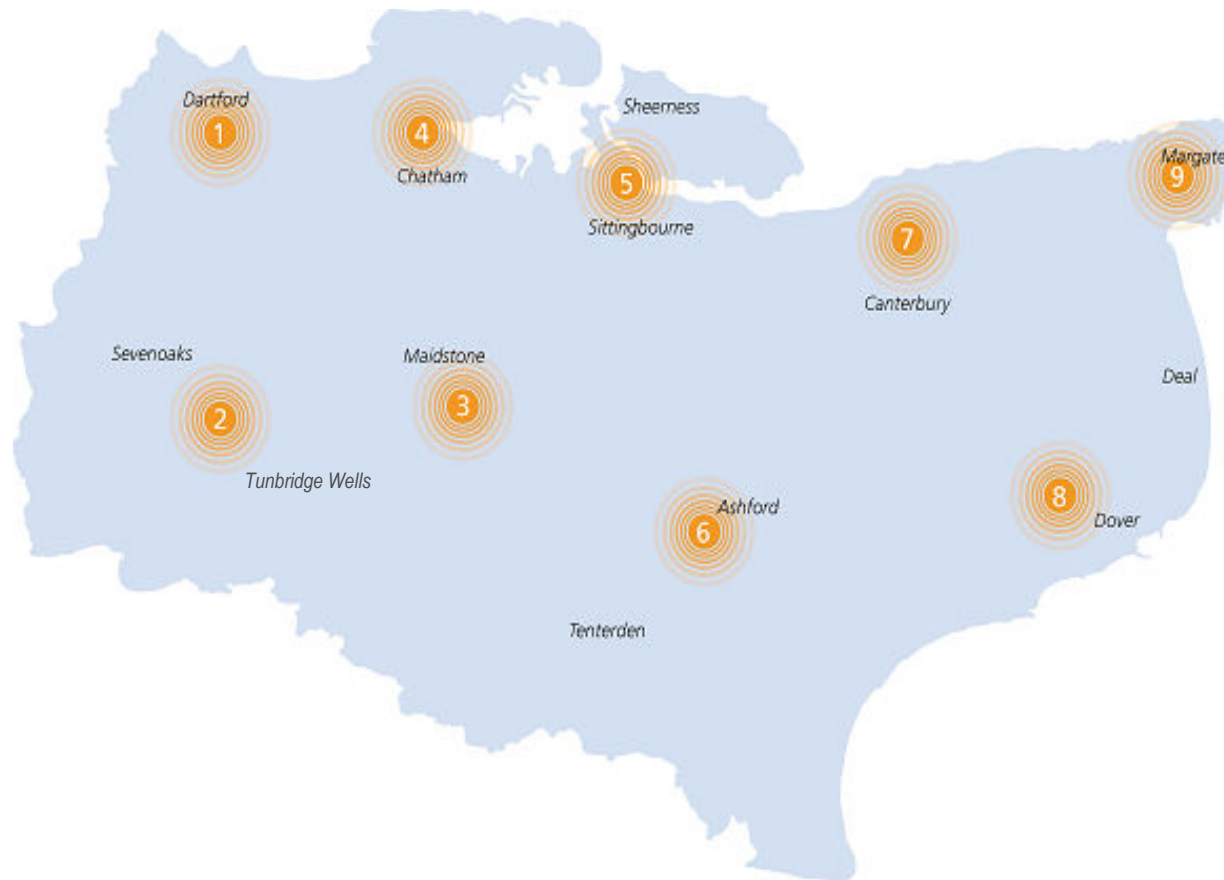 Dartford
1
4
Chatham
Sheerness
5
Sittingbourne
Margate
9
7
Canterbury
Sevenoaks
2
Tunbridge Wells
Maidstone
3
Deal
Ashford
6
8
Dover
Tenterden